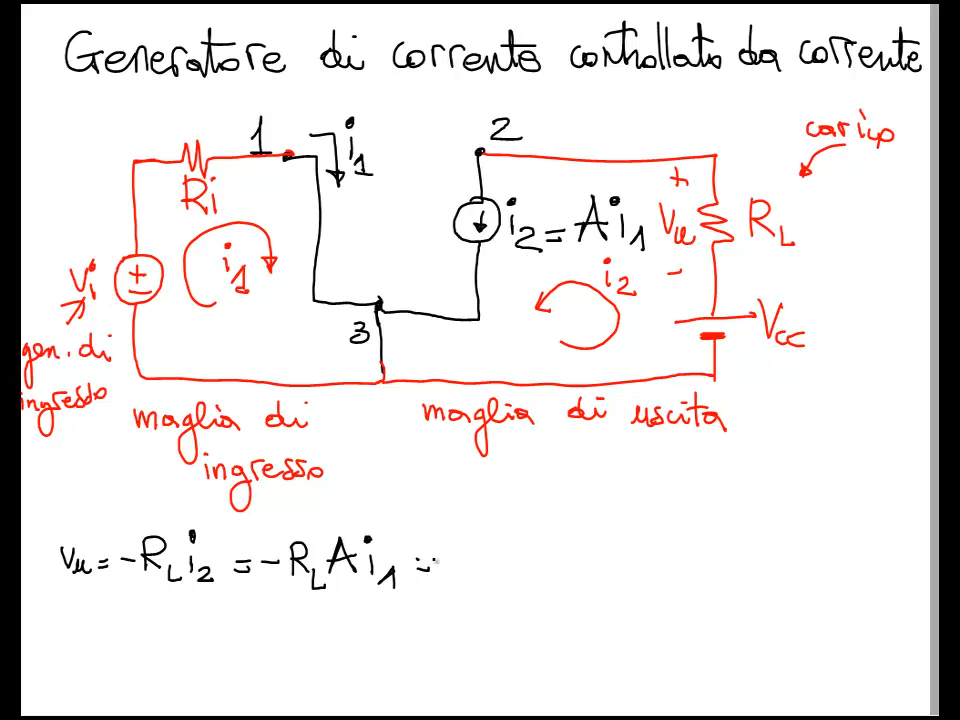 Generatore di corrente controllato da corrente
1
i1
2
carico
Ri
i2 = Ai1
+
Vu
-
RL
Vi
+
-
i1
i2
3
VCC
gen. di
ingresso
maglia di
ingresso
maglia di uscita
Vu = -RL i2 = -RL A i1 =